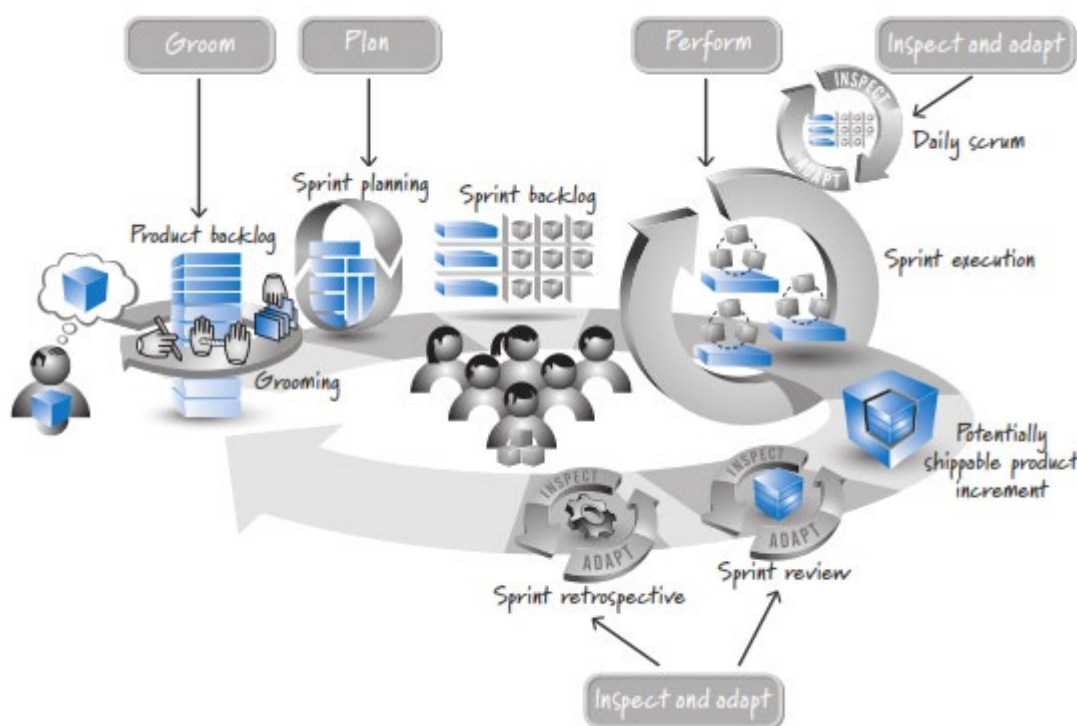 Groom
Plan
Perform
Inspect and adapt
INSPECT
ADAPT
Daily scrum
Sprint planning
Sprint backlog
Product backlog
Sprint execution
Grooming
Potentially
shippable product
increment
INSPECT
ADAPT
Sprint review
INSPECT
ADAPT
Sprint retrospective
Inspect and adapt